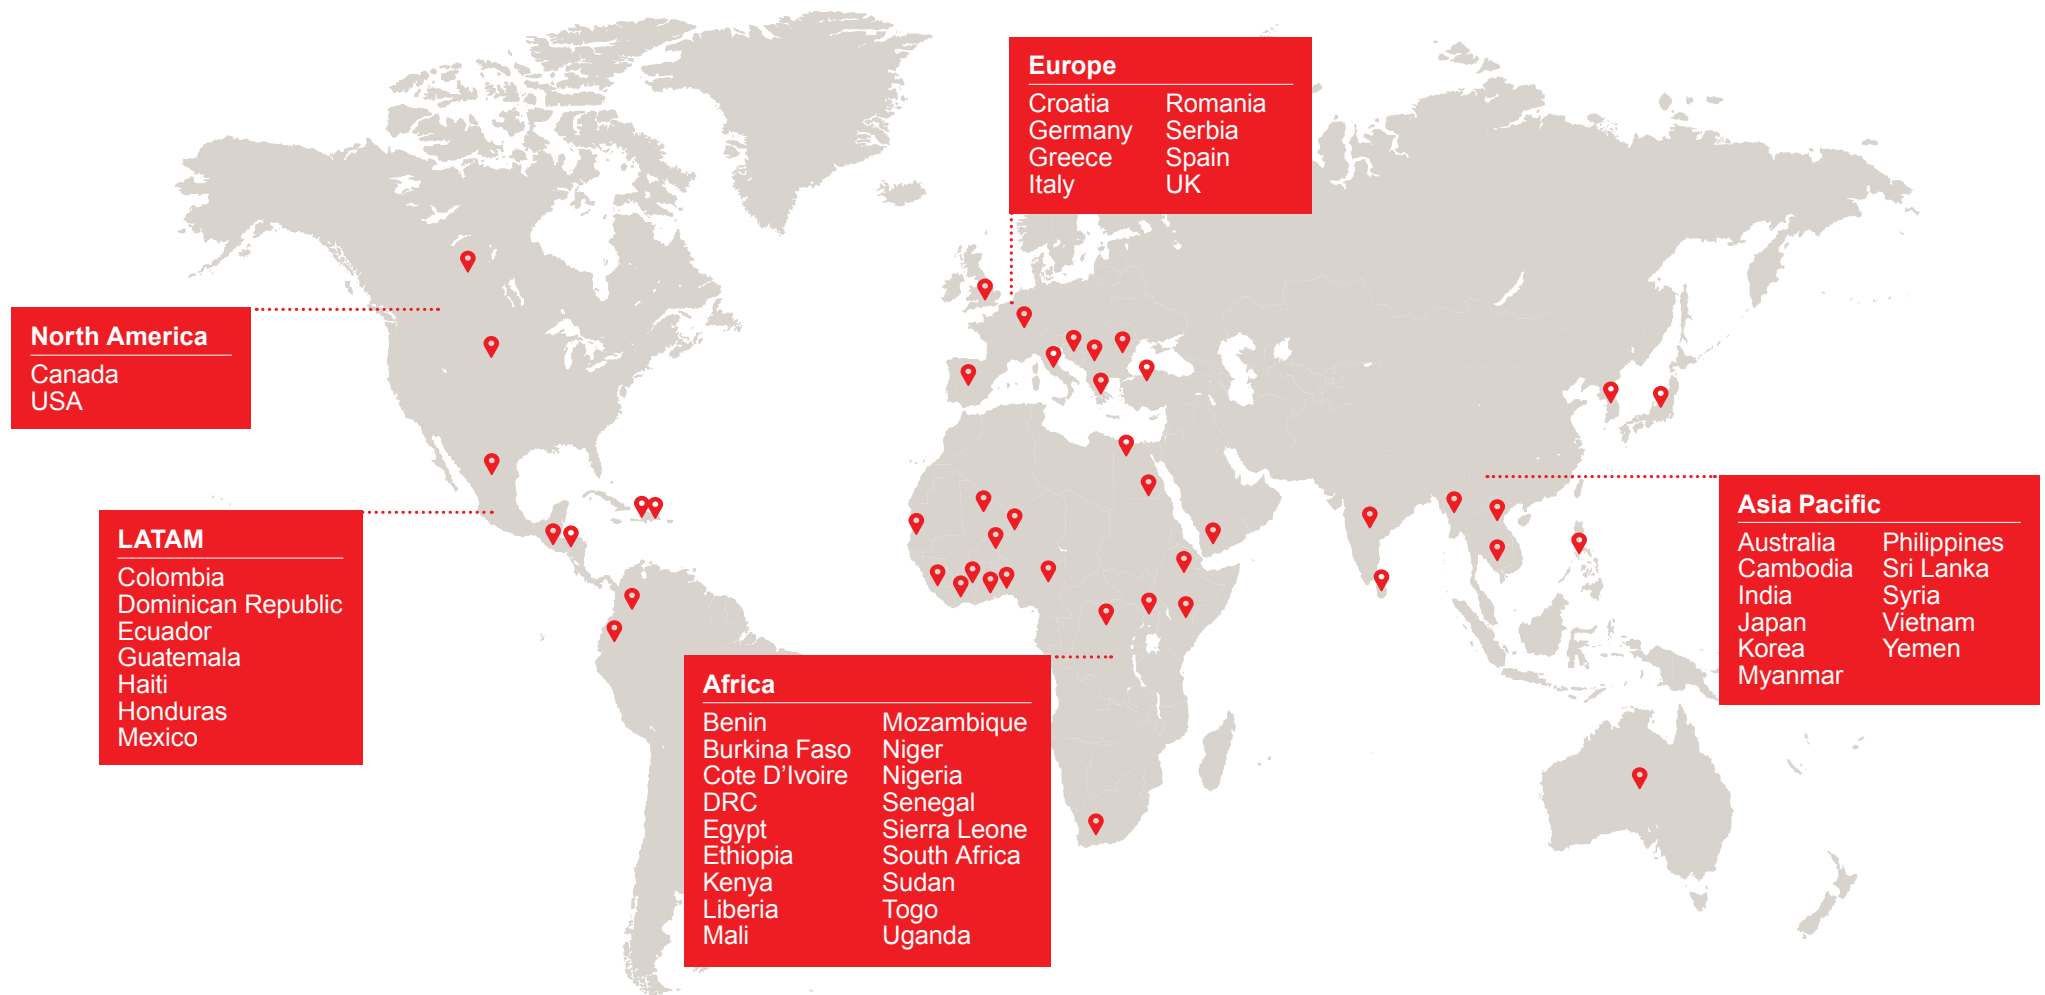 Europe
Croatia
Germany
Greece
Italy
Romania
Serbia
Spain
UK
North America
Canada
USA
LATAM
Colombia
Dominican Republic
Ecuador
Guatemala
Haiti
Honduras
Mexico
Africa
Benin
Burkina Faso
Cote D’Ivoire
DRC
Egypt
Ethiopia
Kenya
Liberia
Mali
Mozambique
Niger
Nigeria
Senegal
Sierra Leone
South Africa
Sudan
Togo
Uganda
Asia Pacific
Australia
Cambodia
India
Japan
Korea
Myanmar
Philippines
Sri Lanka
Syria
Vietnam
Yemen